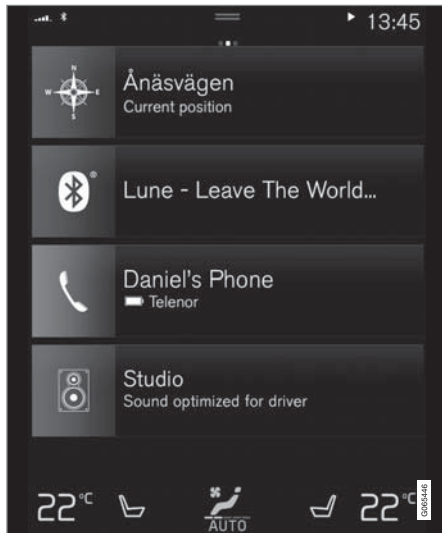 13:45
N
W E
S
Ånäsvägen
Current position
Lune - Leave The World...
Daniel's Phone
Telenor
Studio
Sound optimized for driver
22°C
AUTO
22°C
G065446